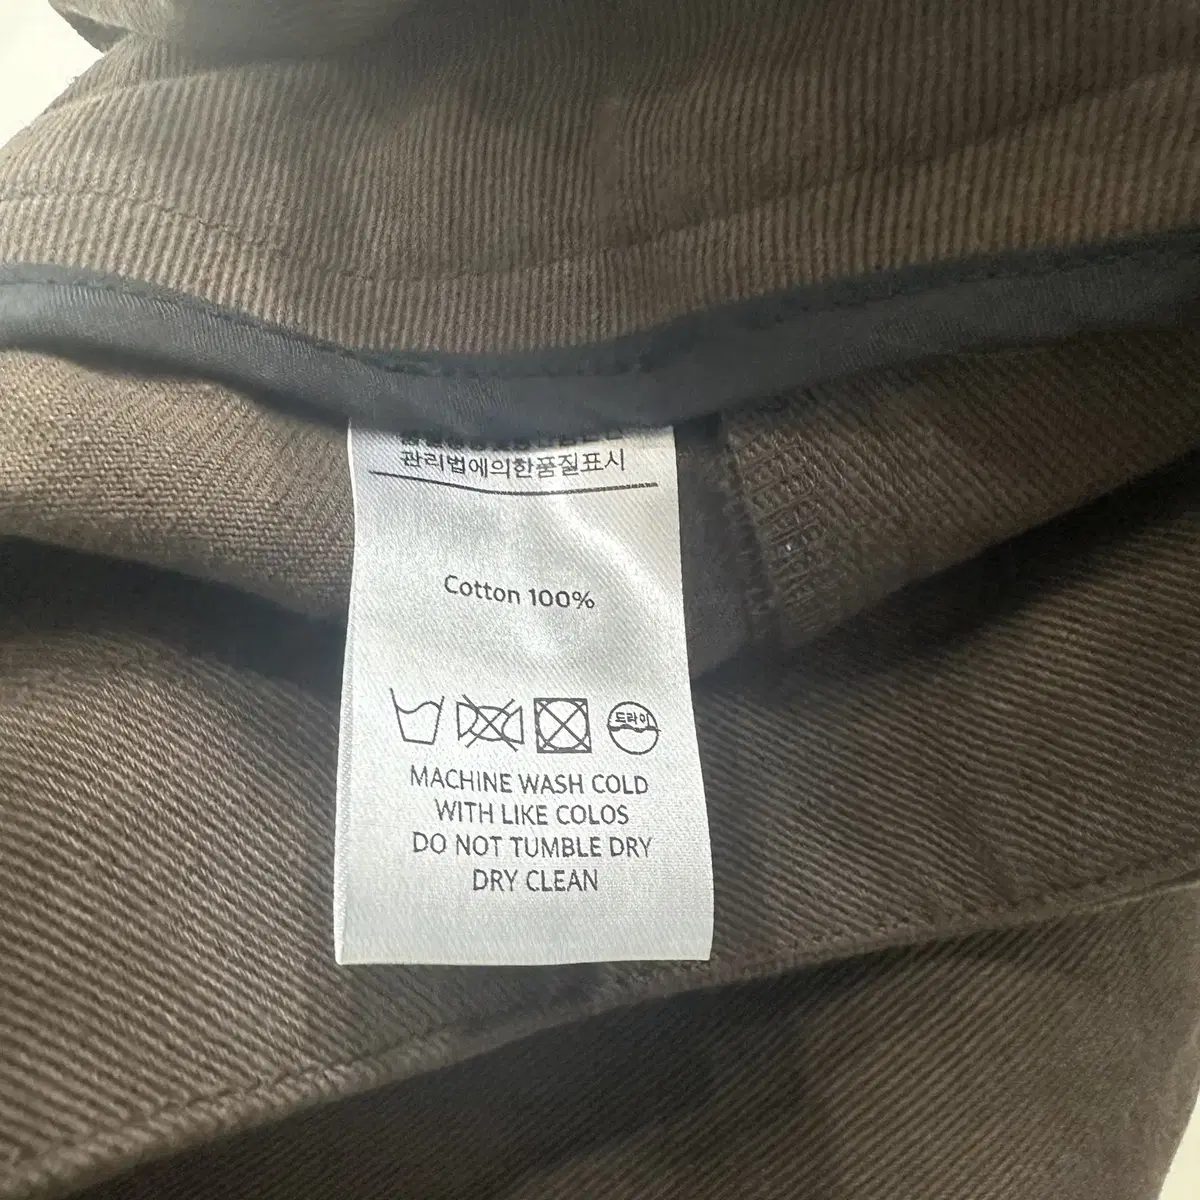 관리법에의한품질표시
Cotton 100%
드라이
MACHINE WASH COLD
WITH LIKE COLOS
DO NOT TUMBLE DRY
DRY CLEAN